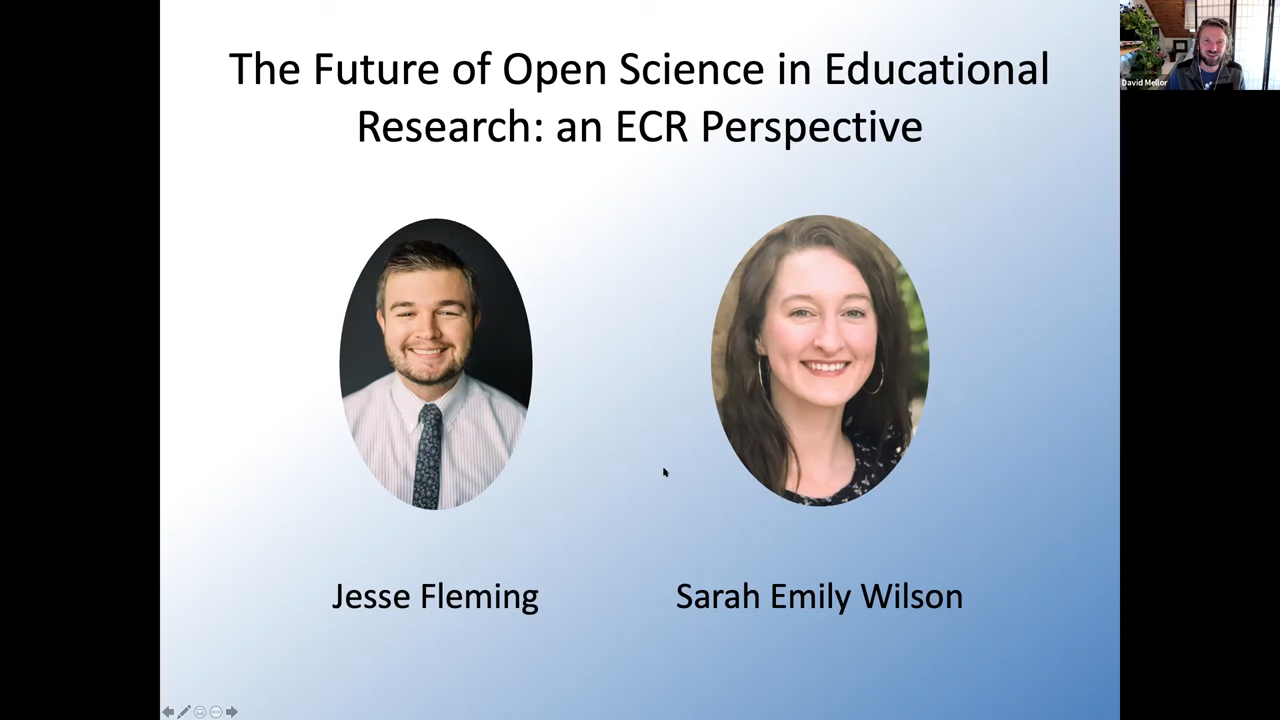 The Future of Open Science in Educational
Research: an ECR Perspective
David Mellor
Jesse Fleming
Sarah Emily Wilson